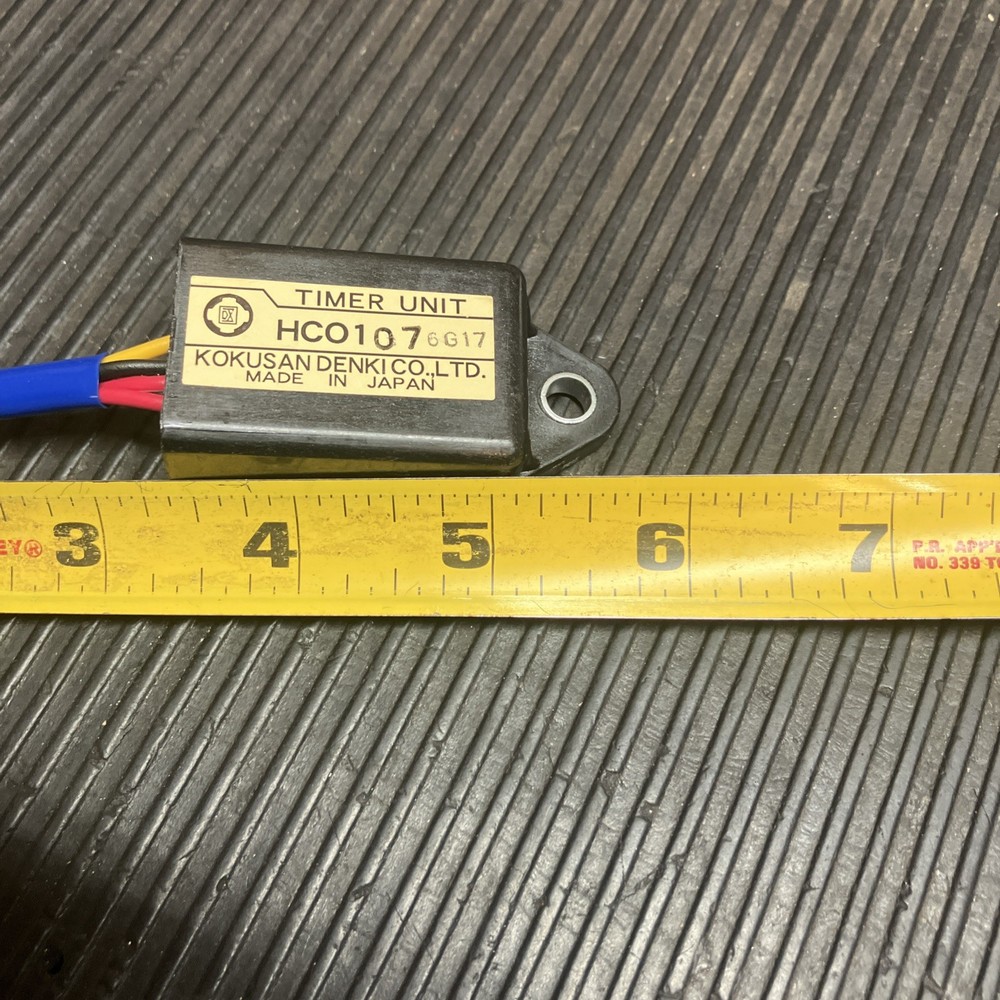 TIMER UNIT
DX
HC0107 6G17
KOKUSAN DENKI CO.,LTD.
MADE IN JAPAN
EY® 3 4 5 6 7 P.R. APP'
NO. 339 T